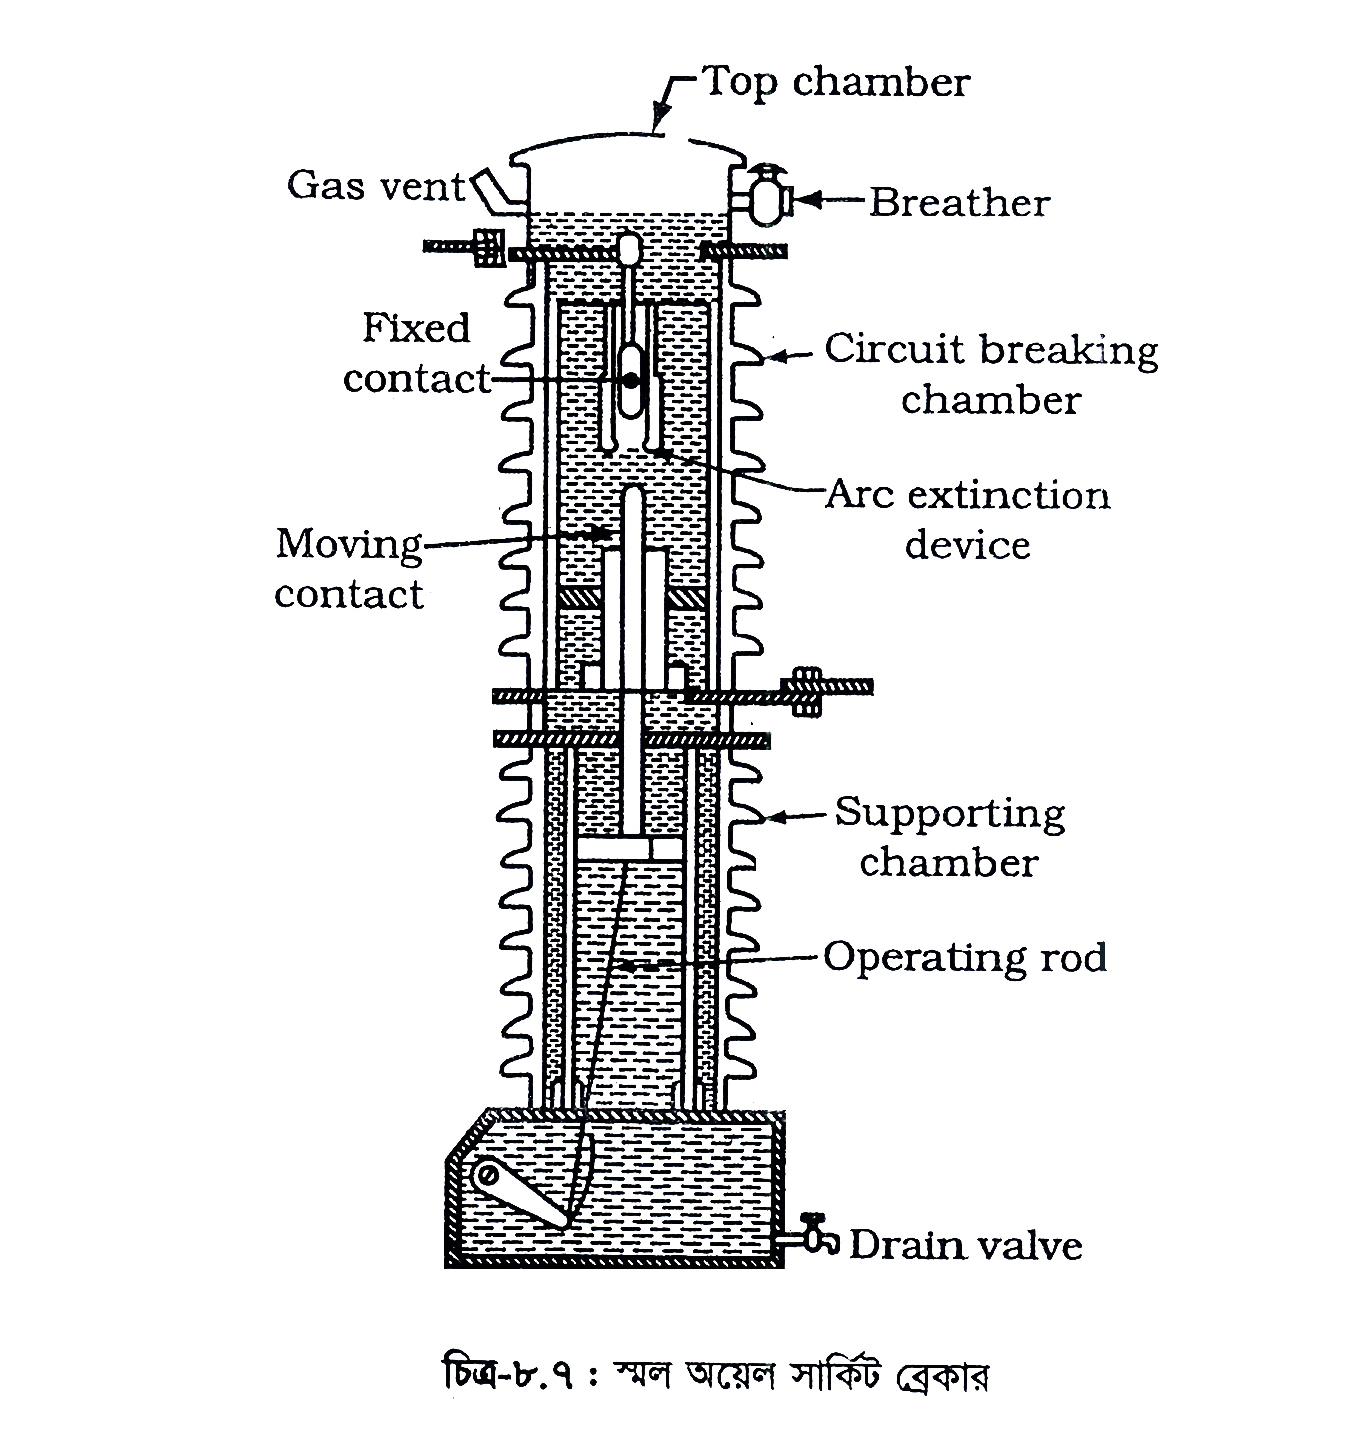 Top chamber
Gas vent
Breather
Fixed
contact
Circuit breaking
chamber
Arc extinction
device
Moving
contact
Supporting
chamber
Operating rod
Drain valve
চিত্র-৮.৭ : স্মল অয়েল সার্কিট ব্রেকার